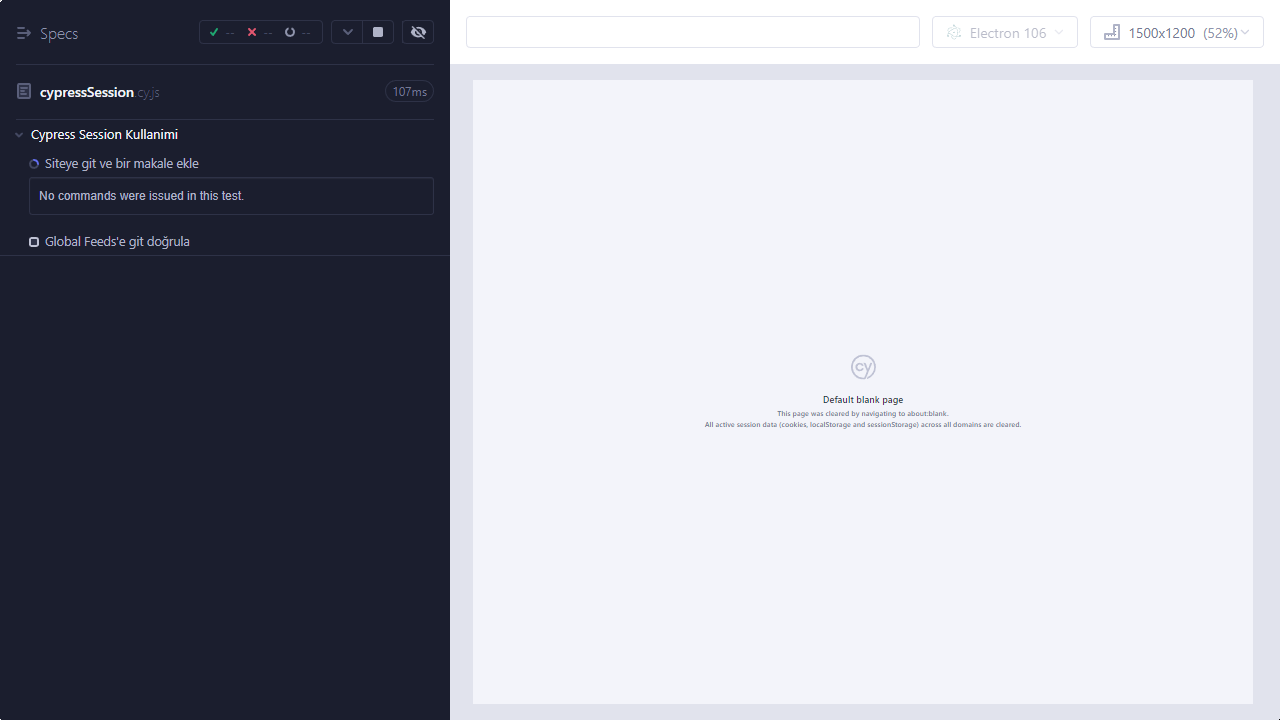 Specs
--
--
--
cypressSession.cy.js
107ms
Cypress Session Kullanimi
Siteye git ve bir makale ekle
No commands were issued in this test.
Global Feeds'e git doğrula
Electron 106
1500x1200 (52%)
cy
Default blank page
This page was cleared by navigating to about:blank.
All active session data (cookies, localStorage and sessionStorage) across all domains are cleared.